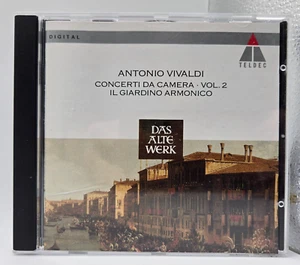 DIGITAL
TELDEC
ANTONIO VIVALDI
CONCERTI DA CAMERA · VOL. 2
IL GIARDINO ARMONICO
DAS
ALTE
WERK